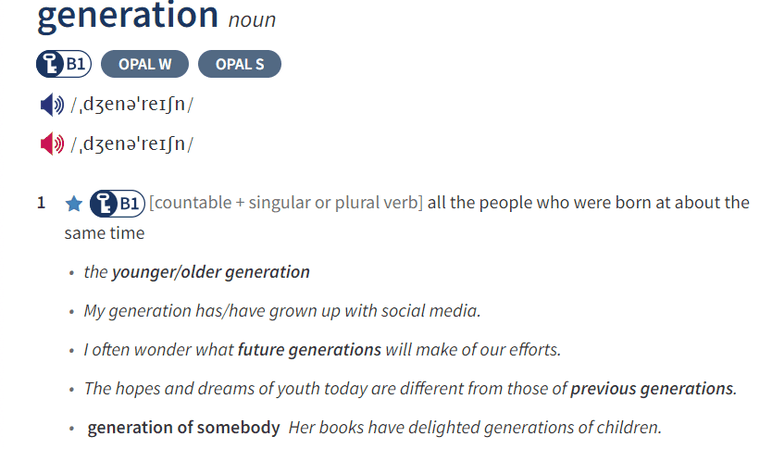 generation noun
B1 OPAL W OPAL S
/ˌdʒenəˈreɪʃn/
/ˌdʒenəˈreɪʃn/
1 B1 [countable + singular or plural verb] all the people who were born at about the
same time
• the younger/older generation
• My generation has/have grown up with social media.
• I often wonder what future generations will make of our efforts.
• The hopes and dreams of youth today are different from those of previous generations.
• generation of somebody Her books have delighted generations of children.